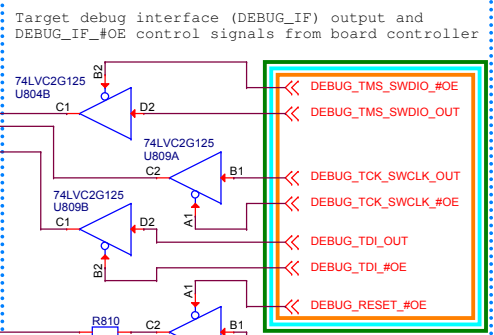 Target debug interface (DEBUG_IF) output and
DEBUG_IF_#OE control signals from board controller
B2
74LVC2G125
U804B
DEBUG_TMS_SWDIO_#OE
C1
D2
DEBUG_TMS_SWDIO_OUT
74LVC2G125
U809A
C2
B1
DEBUG_TCK_SWCLK_OUT
74LVC2G125
U809B
A1
DEBUG_TCK_SWCLK_#OE
C1
D2
DEBUG_TDI_OUT
B2
DEBUG_TDI_#OE
A1
DEBUG_RESET_#OE
R810
C2
B1